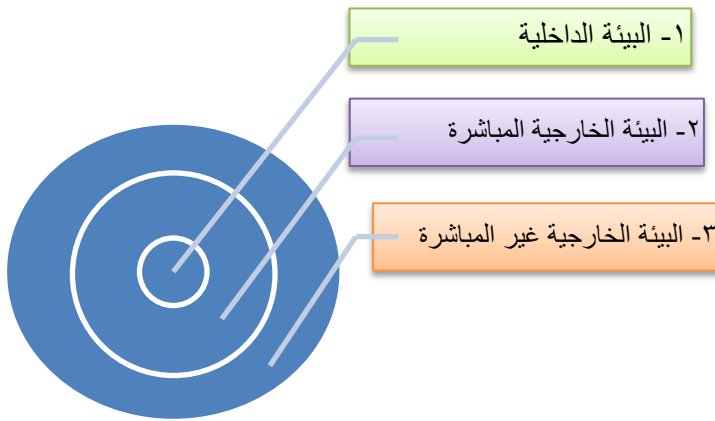 ١- البيئة الداخلية
٢- البيئة الخارجية المباشرة
٣- البيئة الخارجية غير المباشرة